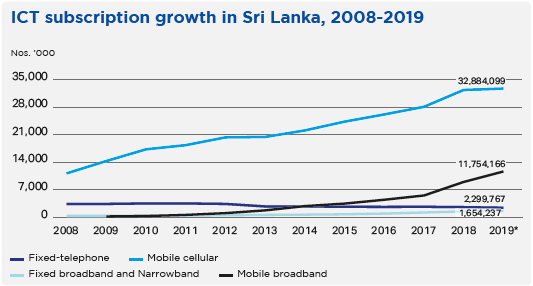 ICT subscription growth in Sri Lanka, 2008-2019
Nos. '000
35,000
32,884,099
28,000
21,000
14,000
11,754,166
7,000
2,299,767
1,654,237
0
2008 2009 2010 2011 2012 2013 2014 2015 2016 2017 2018 2019*
Fixed-telephone Mobile cellular
Fixed broadband and Narrowband Mobile broadband